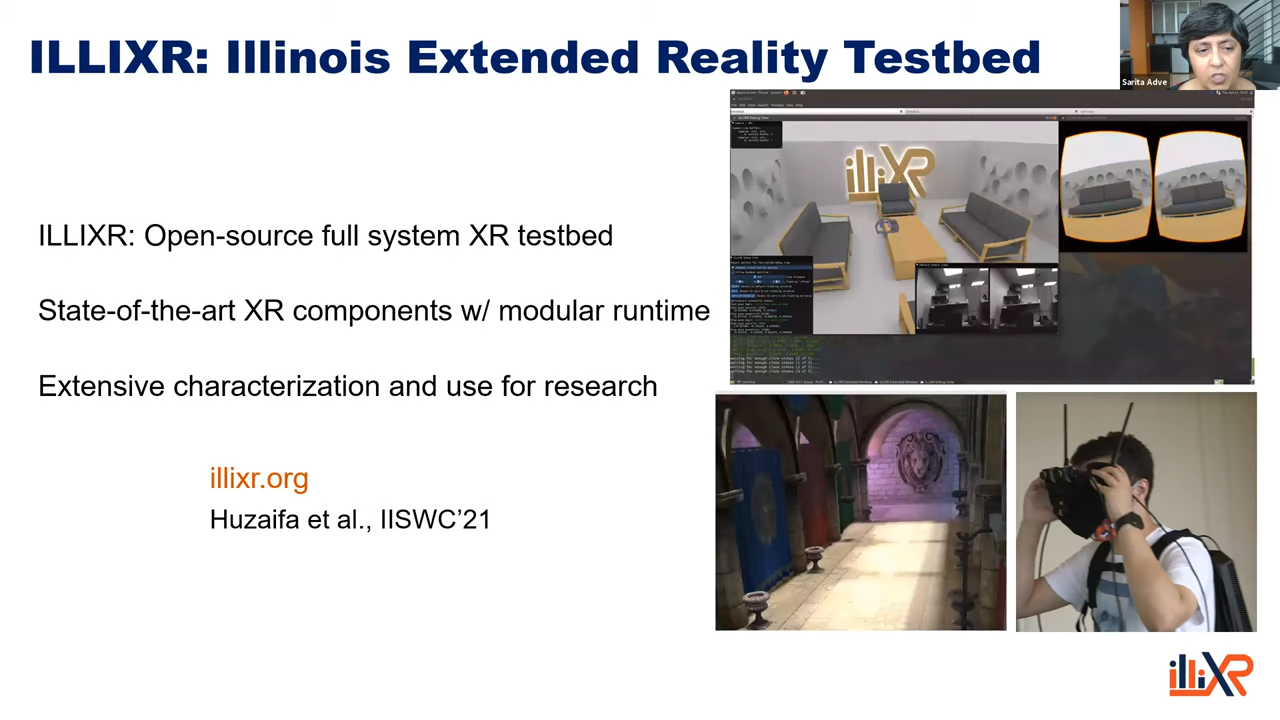 ILLIXR: Illinois Extended Reality Testbed
Sarita Adve
illiXR
ILLIXR: Open-source full system XR testbed
State-of-the-art XR components w/ modular runtime
Extensive characterization and use for research
illixr.org
Huzaifa et al., IISWC’21
illiXR